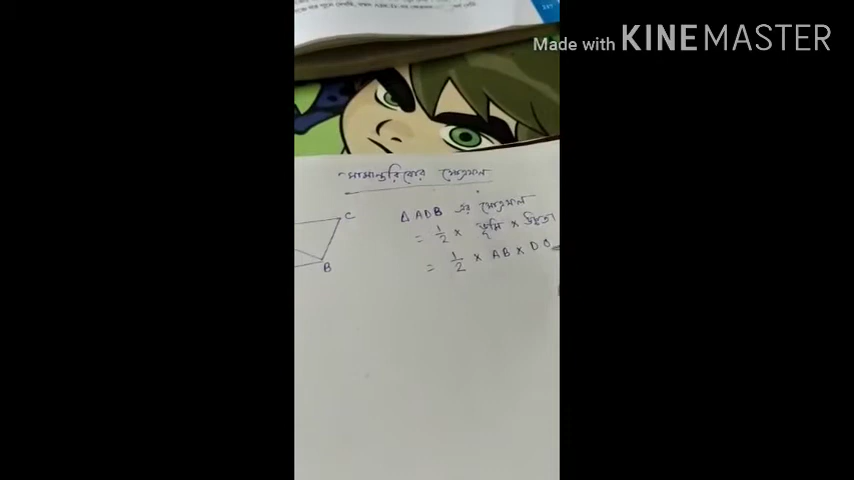 Made with KINEMASTER
সামান্তরিকের ক্ষেত্রফল
C
B
Δ ADB এর ক্ষেত্রফল
= 1/2 × ভূমি × উচ্চতা
= 1/2 × AB × DO